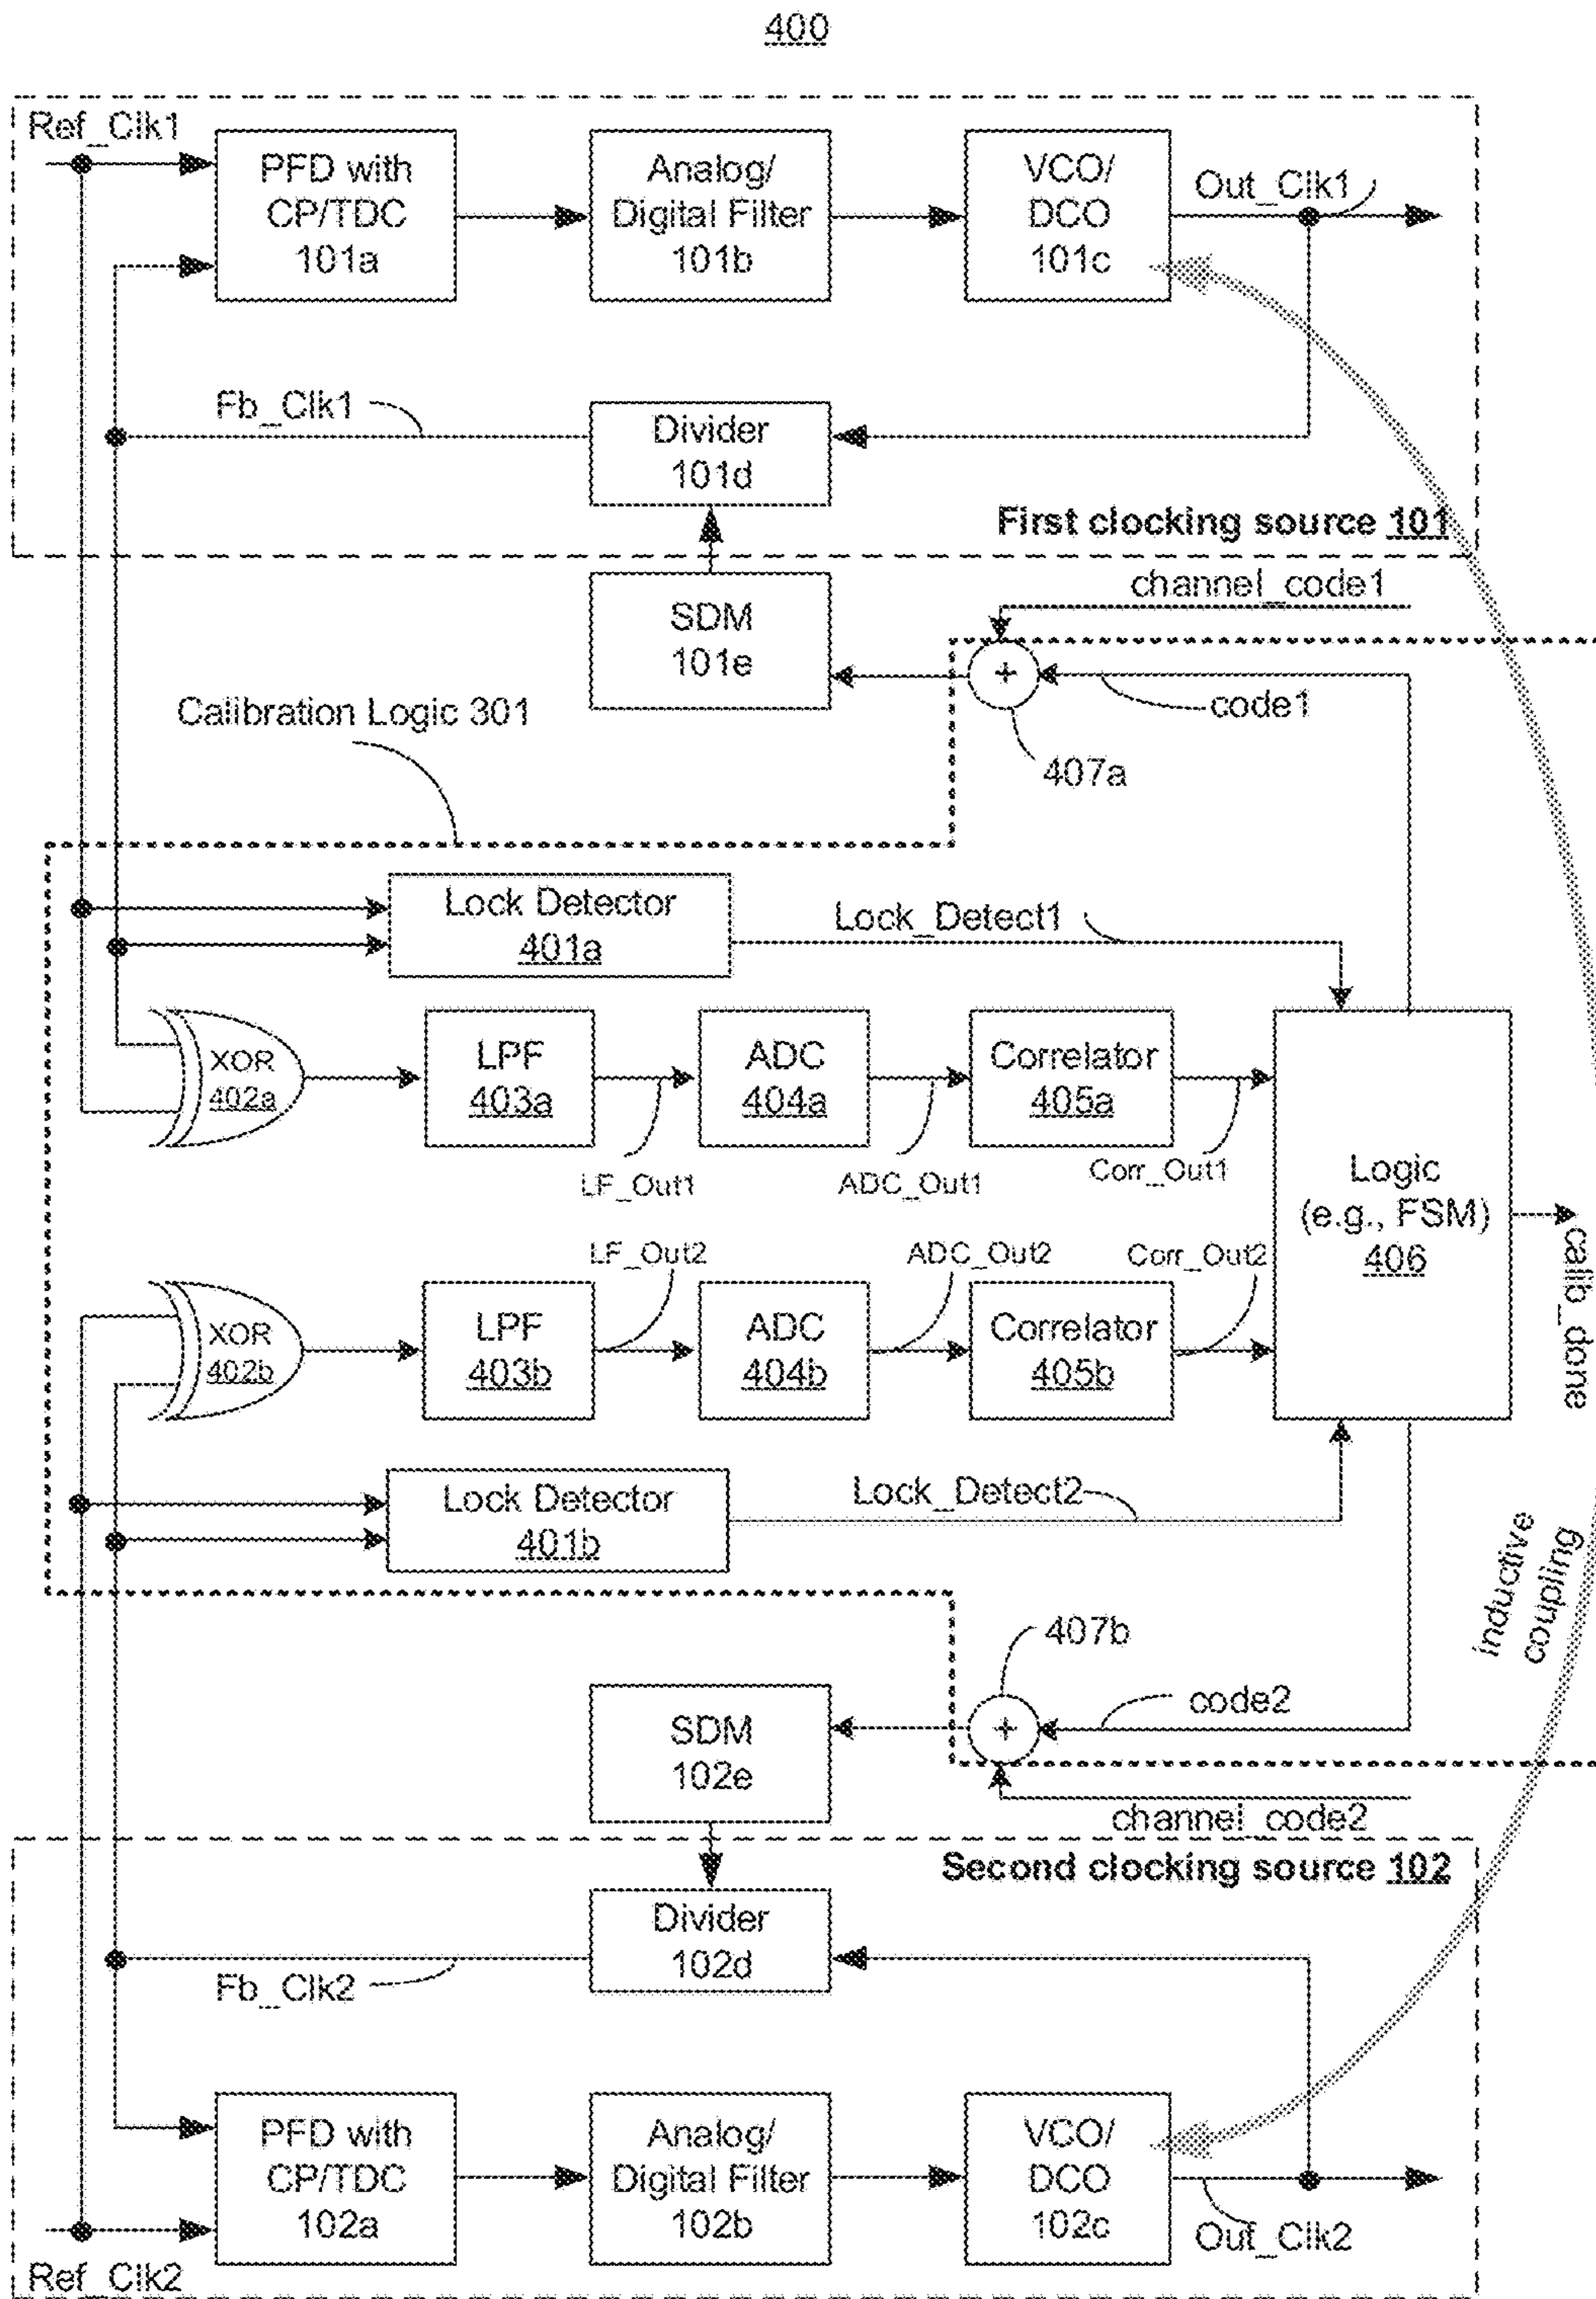 400
Ref_Clk1
PFD with
CP/TDC
101a
Analog/
Digital Filter
101b
VCO/
DCO
101c
Out_Clk1
Fb_Clk1
Divider
101d
First clocking source 101
SDM
101e
channel_code1
+
code1
407a
Calibration Logic 301
Lock Detector
401a
Lock_Detect1
XOR
402a
LPF
403a
ADC
404a
Correlator
405a
LF_Out1
ADC_Out1
Corr_Out1
Logic
(e.g., FSM)
406
calib_done
LF_Out2
ADC_Out2
Corr_Out2
XOR
402b
LPF
403b
ADC
404b
Correlator
405b
Lock Detector
401b
Lock_Detect2
inductive
coupling
407b
SDM
102e
+
code2
channel_code2
Second clocking source 102
Divider
102d
Fb_Clk2
PFD with
CP/TDC
102a
Analog/
Digital Filter
102b
VCO/
DCO
102c
Out_Clk2
Ref_Clk2